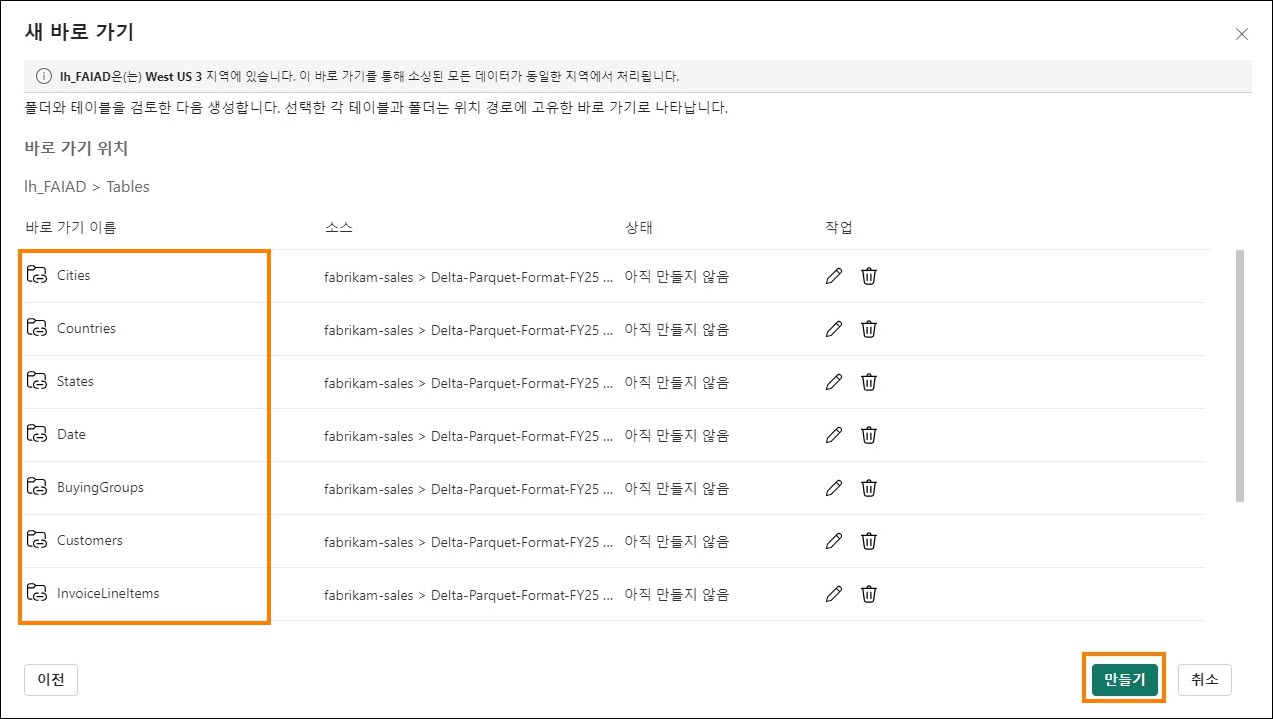 새 바로 가기
lh_FAIAD은(는) West US 3 지역에 있습니다. 이 바로 가기를 통해 소싱된 모든 데이터가 동일한 지역에서 처리됩니다.
폴더와 테이블을 검토한 다음 생성합니다. 선택한 각 테이블과 폴더는 위치 경로에 고유한 바로 가기로 나타납니다.
바로 가기 위치
lh_FAIAD > Tables
바로 가기 이름 소스 상태 작업
Cities fabrikam-sales > Delta-Parquet-Format-FY25 ... 아직 만들지 않음
Countries fabrikam-sales > Delta-Parquet-Format-FY25 ... 아직 만들지 않음
States fabrikam-sales > Delta-Parquet-Format-FY25 ... 아직 만들지 않음
Date fabrikam-sales > Delta-Parquet-Format-FY25 ... 아직 만들지 않음
BuyingGroups fabrikam-sales > Delta-Parquet-Format-FY25 ... 아직 만들지 않음
Customers fabrikam-sales > Delta-Parquet-Format-FY25 ... 아직 만들지 않음
InvoiceLineItems fabrikam-sales > Delta-Parquet-Format-FY25 ... 아직 만들지 않음
이전 만들기 취소